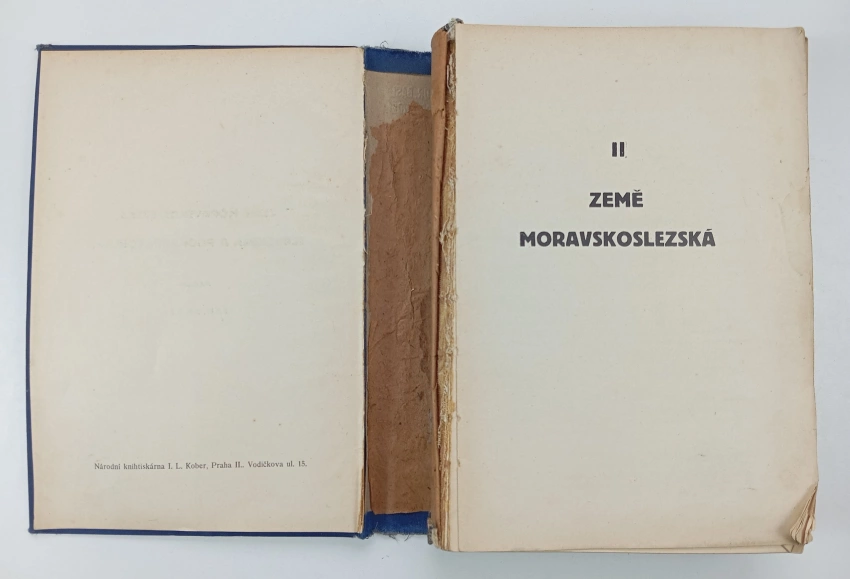 Národní knihtiskárna I. L. Kober, Praha II. Vodičkova ul. 15.
II
ZEMĚ
MORAVSKOSLEZSKÁ